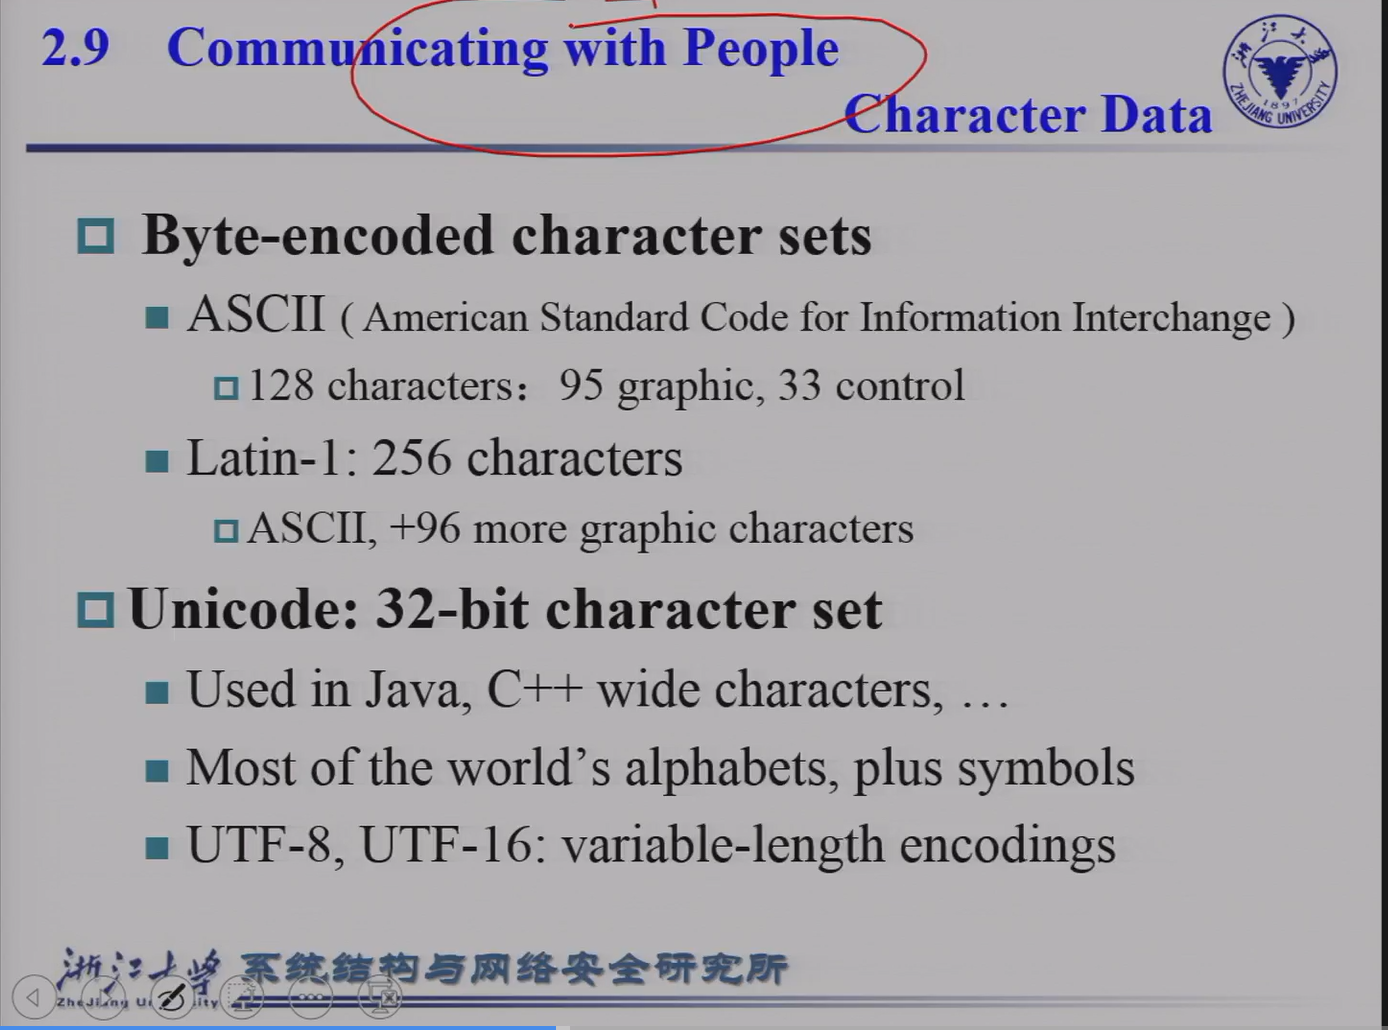 2.9 Communicating with People
Character Data
浙江大学
ZHEJIANG UNIVERSITY
1897
Byte-encoded character sets
ASCII ( American Standard Code for Information Interchange )
128 characters： 95 graphic, 33 control
Latin-1: 256 characters
ASCII, +96 more graphic characters
Unicode: 32-bit character set
Used in Java, C++ wide characters, …
Most of the world’s alphabets, plus symbols
UTF-8, UTF-16: variable-length encodings
浙江大学 系统结构与网络安全研究所
ZheJiang University